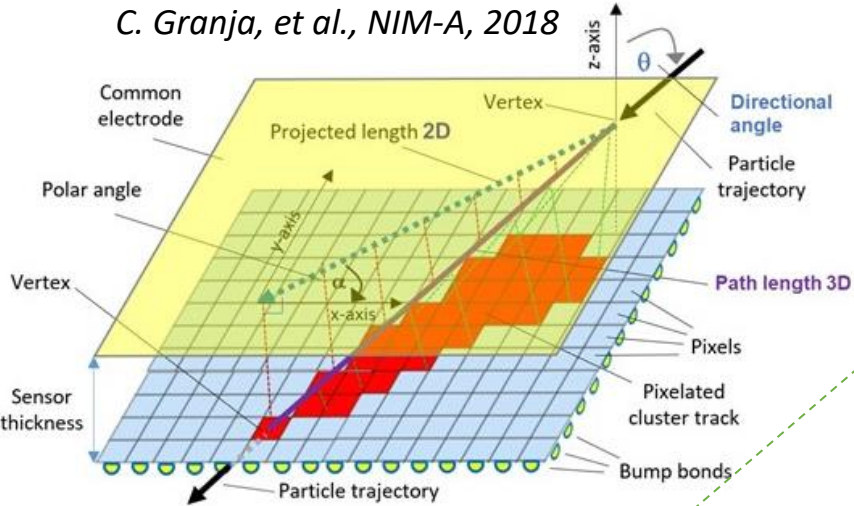 C. Granja, et al., NIM-A, 2018
z-axis
θ
Common
electrode
Vertex
Directional
angle
Projected length 2D
Particle
trajectory
Polar angle
y-axis
Vertex
α
x-axis
Path length 3D
Pixels
Sensor
thickness
Pixelated
cluster track
Bump bonds
Particle trajectory